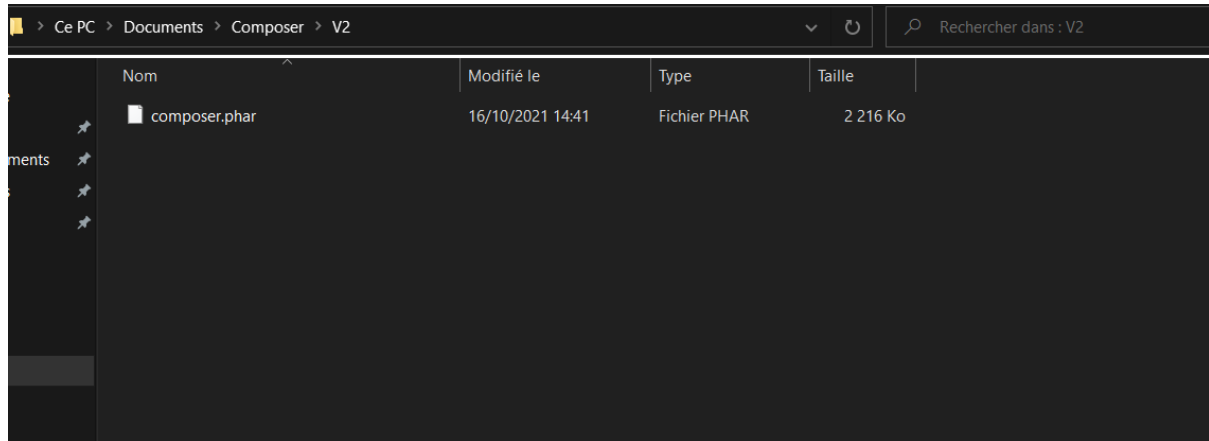 Ce PC > Documents > Composer > V2 Rechercher dans : V2
Nom Modifié le Type Taille
composer.phar 16/10/2021 14:41 Fichier PHAR 2 216 Ko
ments